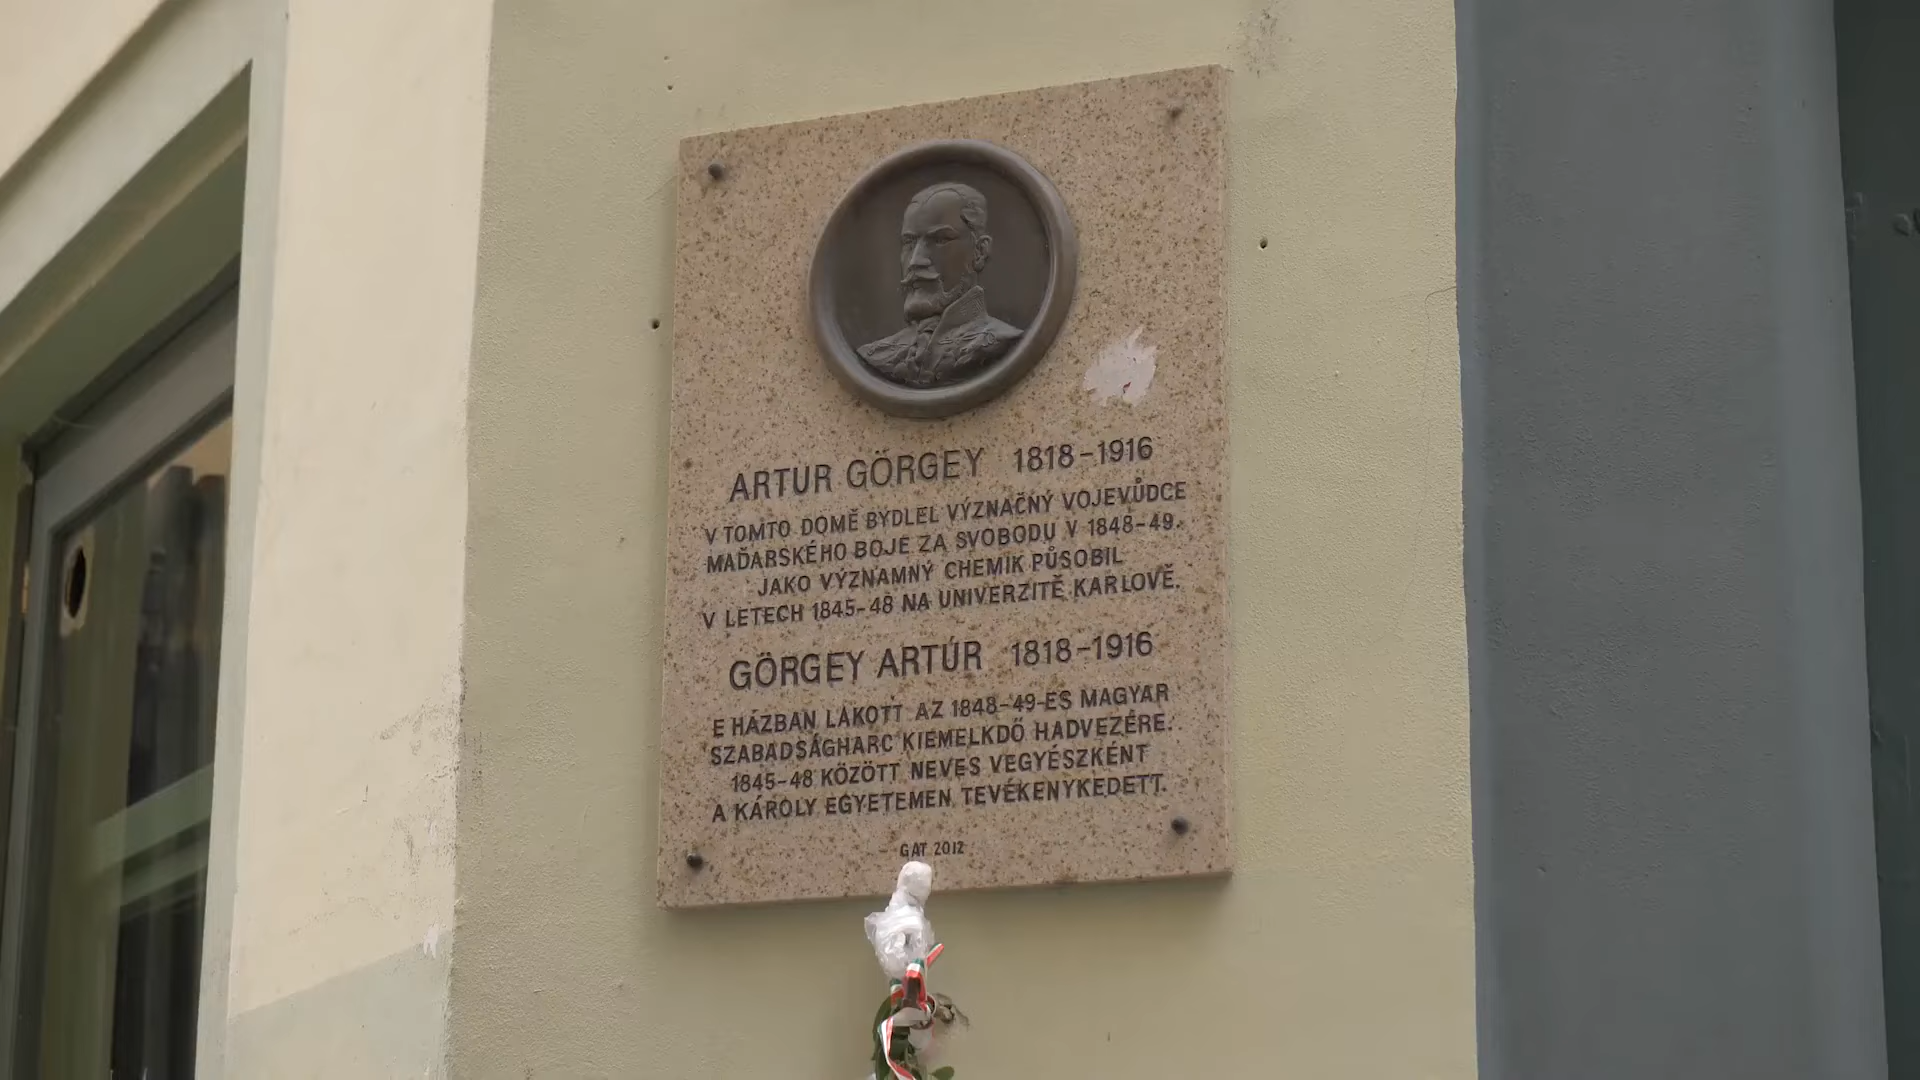 ARTUR GÖRGEY 1818-1916
V TOMTO DOMĚ BYDLEL VÝZNAČNÝ VOJEVŮDCE
MAĎARSKÉHO BOJE ZA SVOBODU V 1848-49.
JAKO VÝZNAMNÝ CHEMIK PŮSOBIL
V LETECH 1845-48 NA UNIVERZITĚ KARLOVĚ.
GÖRGEY ARTÚR 1818-1916
E HÁZBAN LAKOTT AZ 1848-49-ES MAGYAR
SZABADSÁGHARC KIEMELKDŐ HADVEZÉRE.
1845-48 KÖZÖTT NEVES VEGYÉSZKÉNT
A KÁROLY EGYETEMEN TEVÉKENYKEDETT.
GÁT 2012